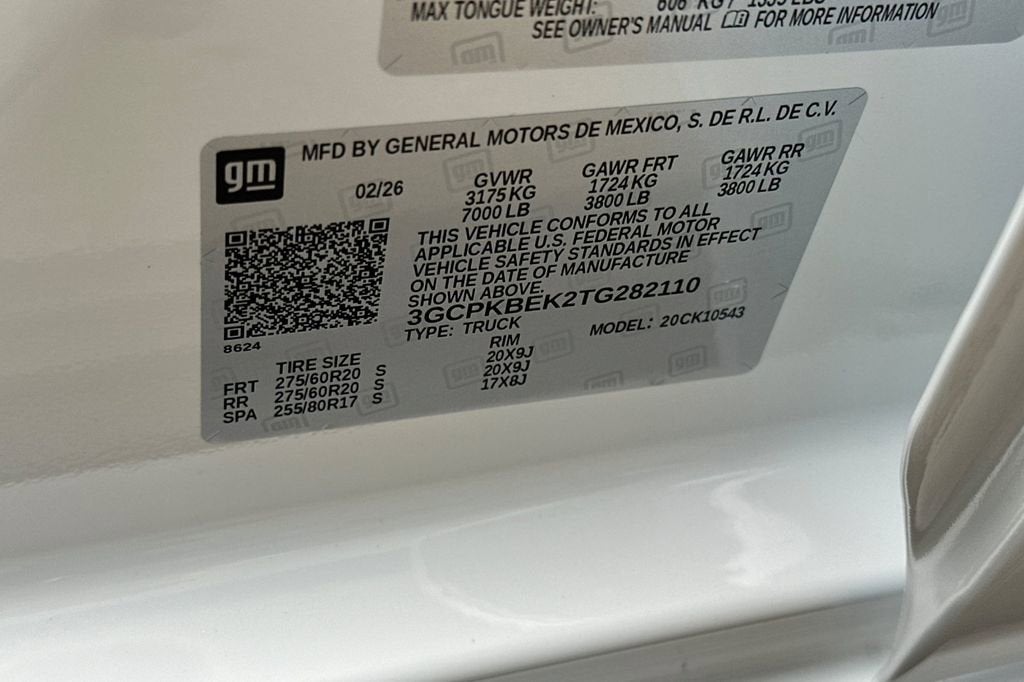 MAX TONGUE WEIGHT: 606 KG / 1335 LBS
SEE OWNER'S MANUAL FOR MORE INFORMATION
gm
MFD BY GENERAL MOTORS DE MEXICO, S. DE R.L. DE C.V.
02/26
GVWR GAWR FRT GAWR RR
3175 KG 1724 KG 1724 KG
7000 LB 3800 LB 3800 LB
THIS VEHICLE CONFORMS TO ALL
APPLICABLE U.S. FEDERAL MOTOR
VEHICLE SAFETY STANDARDS IN EFFECT
ON THE DATE OF MANUFACTURE
SHOWN ABOVE.
3GCPKBEK2TG282110
TYPE: TRUCK MODEL: 20CK10543
8624
TIRE SIZE RIM
FRT 275/60R20 S 20X9J
RR 275/60R20 S 20X9J
SPA 255/80R17 S 17X8J